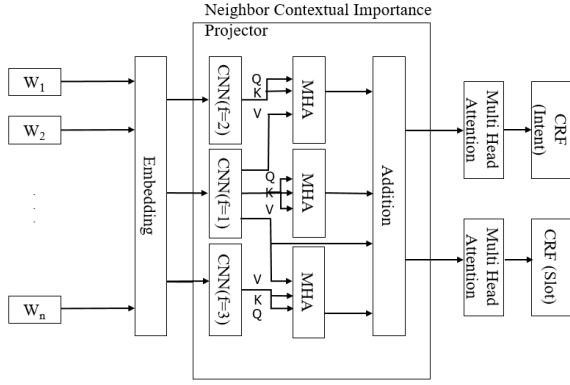 Neighbor Contextual Importance
Projector
W1
W2
.
.
.
Wn
Embedding
CNN(f=2)
CNN(f=1)
CNN(f=3)
Q
K
V
Q
K
V
V
K
Q
MHA
MHA
MHA
Addition
Multi Head
Attention
CRF
(Intent)
Multi Head
Attention
CRF (Slot)